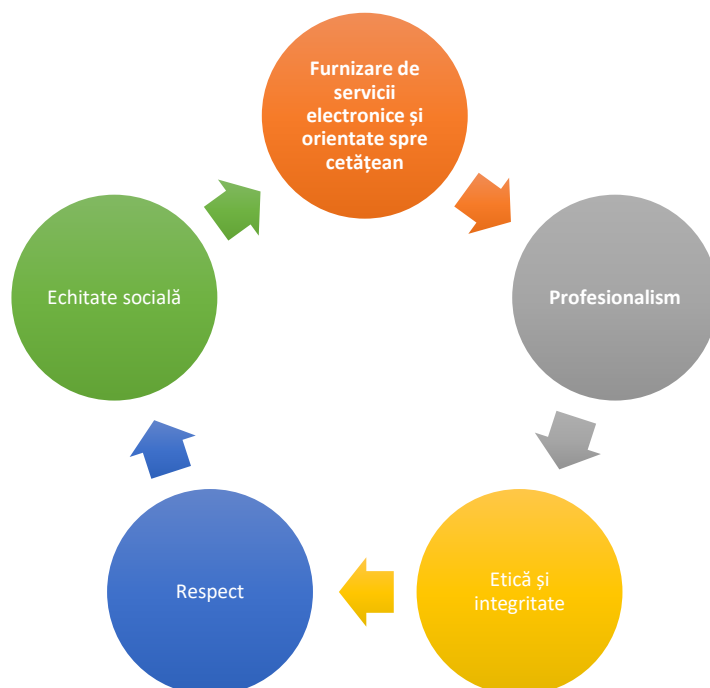 Furnizare de
servicii
electronice și
orientate spre
cetățean
Profesionalism
Etică și
integritate
Respect
Echitate socială